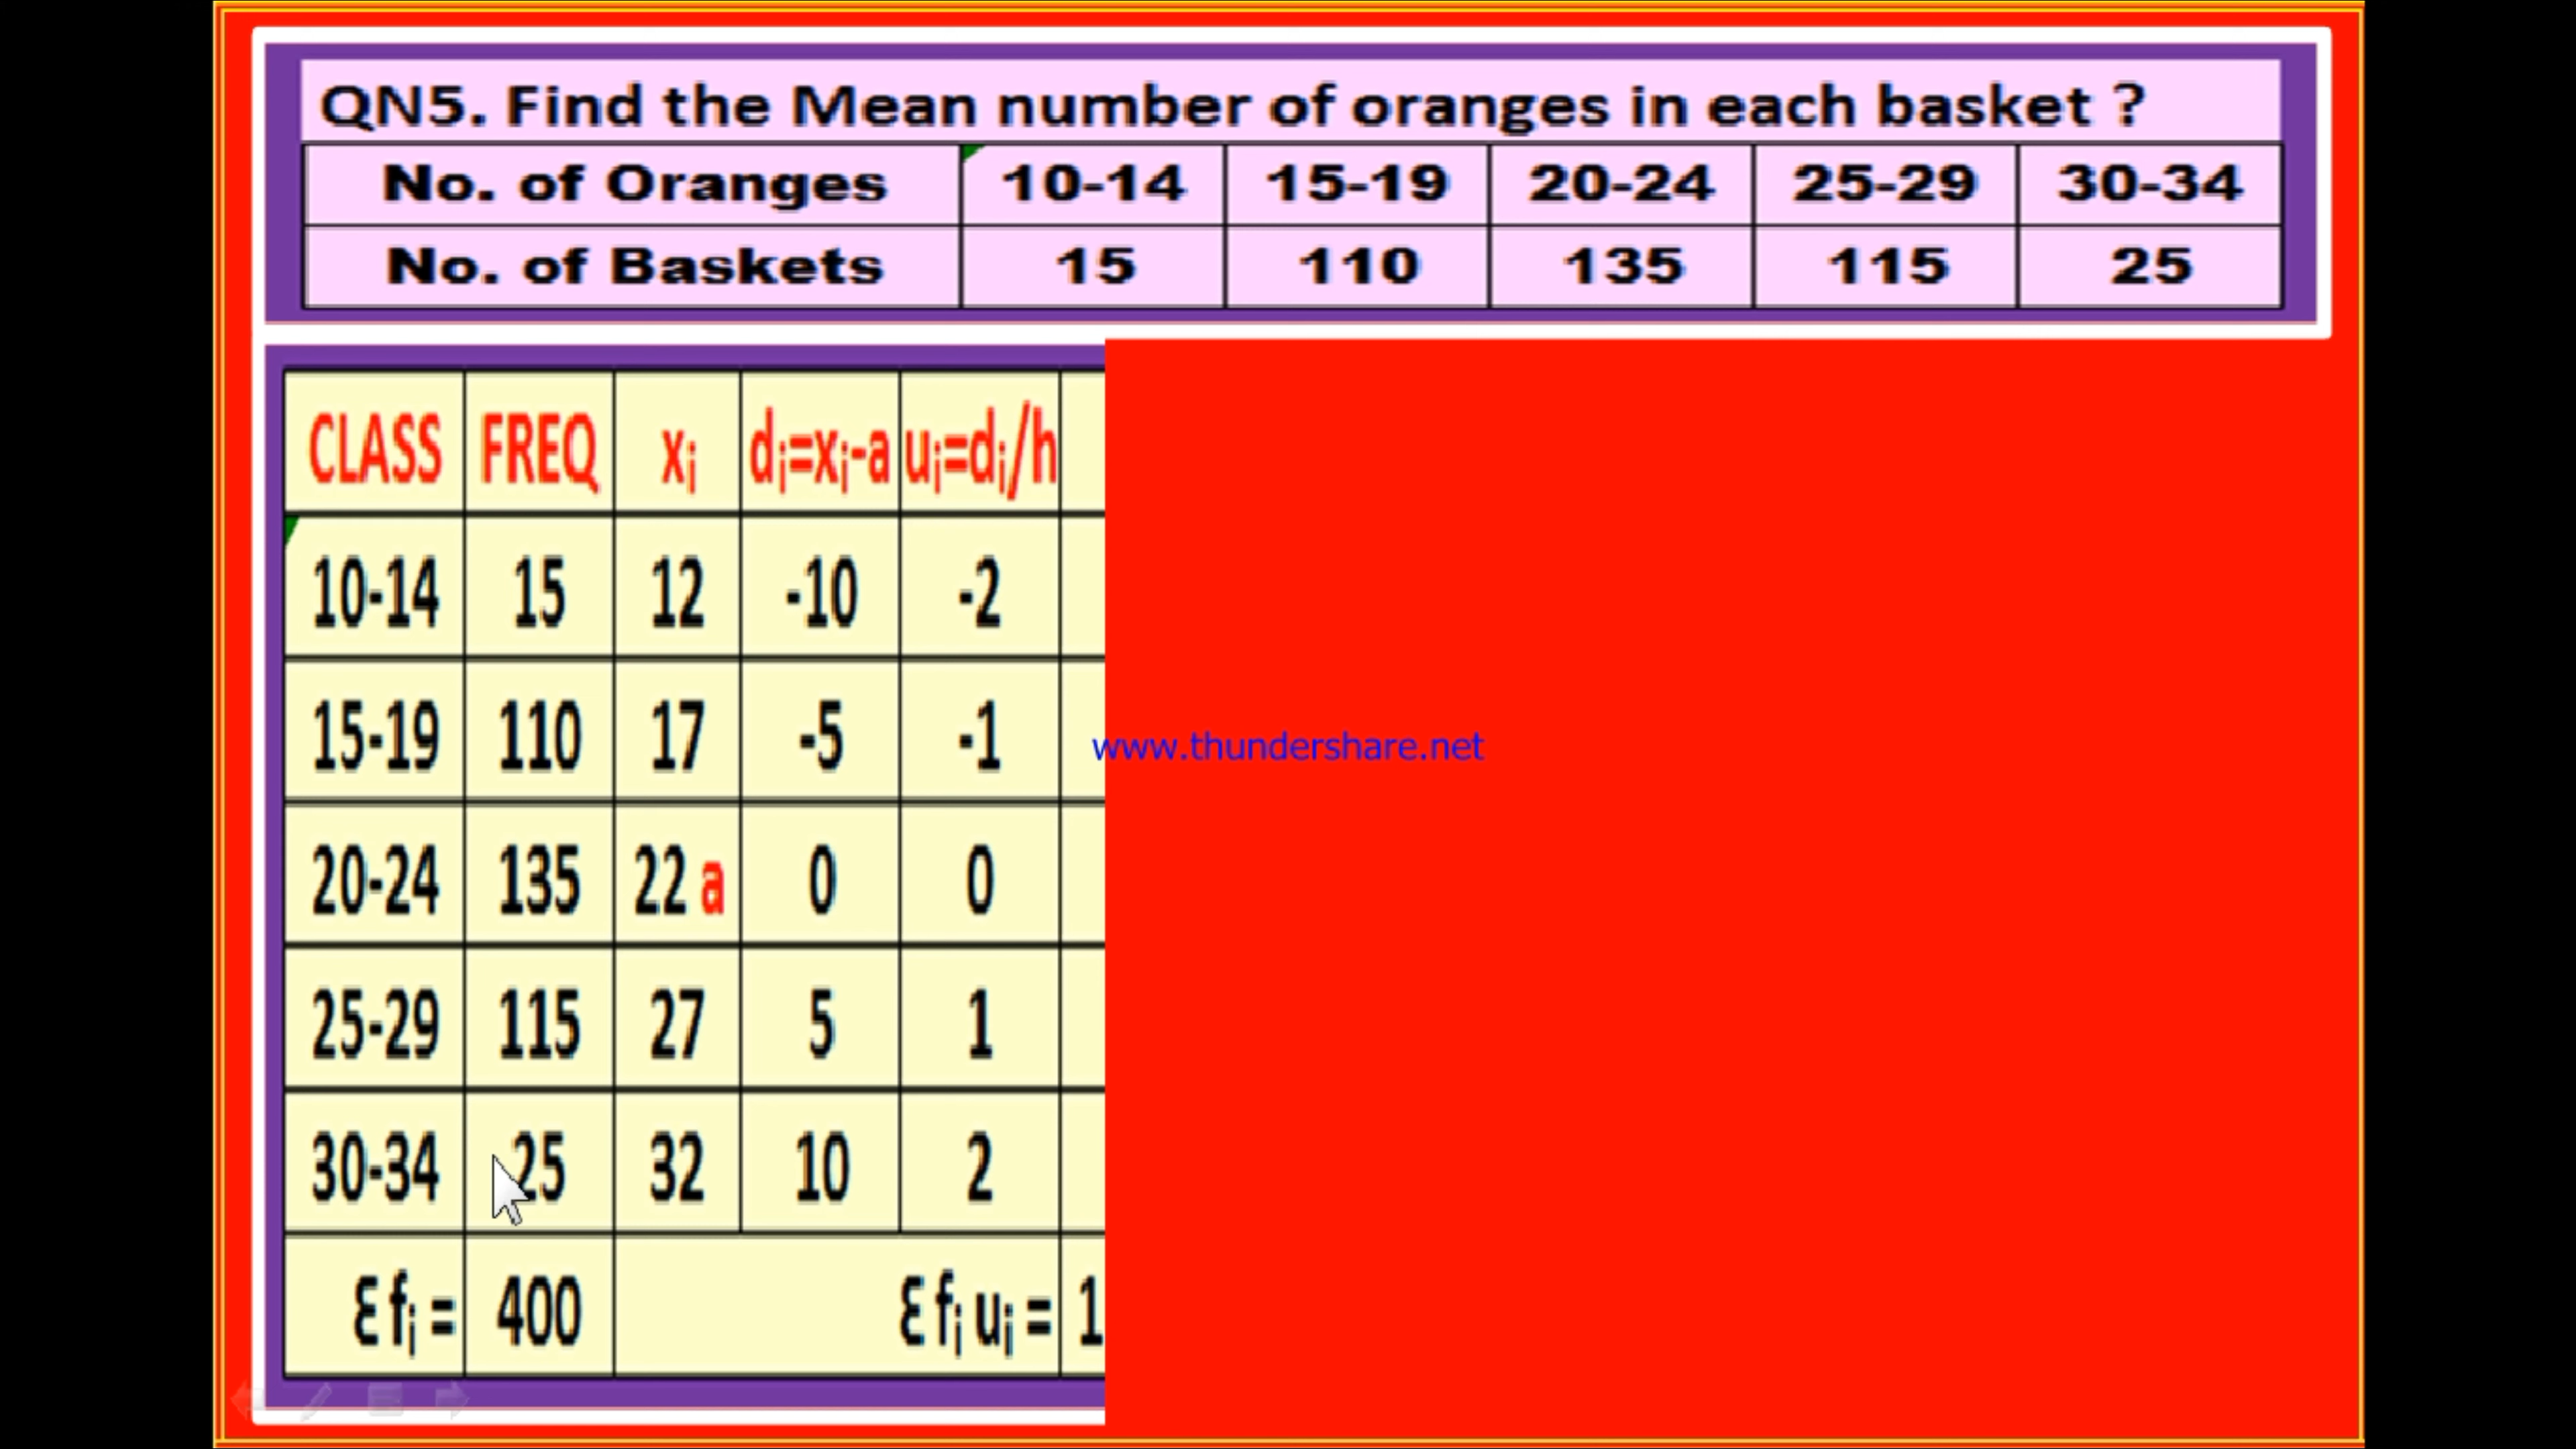 QN5. Find the Mean number of oranges in each basket ?
No. of Oranges 10-14 15-19 20-24 25-29 30-34
No. of Baskets 15 110 135 115 25
CLASS FREQ xi di=xi-a ui=di/h
10-14 15 12 -10 -2
15-19 110 17 -5 -1
www.thundershare.net
20-24 135 22 a 0 0
25-29 115 27 5 1
30-34 25 32 10 2
Ɛ fi = 400 Ɛ fi ui = 1